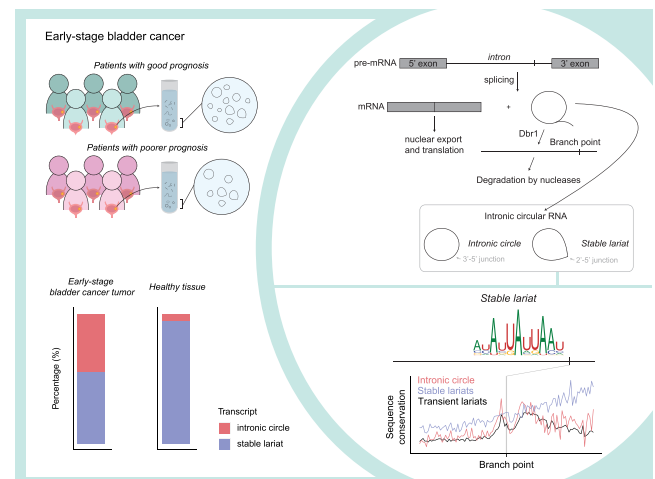 Early-stage bladder cancer
Patients with good prognosis
Patients with poorer prognosis
Early-stage
bladder cancer tumor
Healthy tissue
Percentage (%)
Transcript
intronic circle
stable lariat
pre-mRNA
5' exon
intron
3' exon
splicing
mRNA
+
Dbr1
Branch point
nuclear export
and translation
Degradation by nucleases
Intronic circular RNA
Intronic circle
3'-5' junction
Stable lariat
2'-5' junction
Stable lariat
Intronic circle
Stable lariats
Transient lariats
Sequence
conservation
Branch point